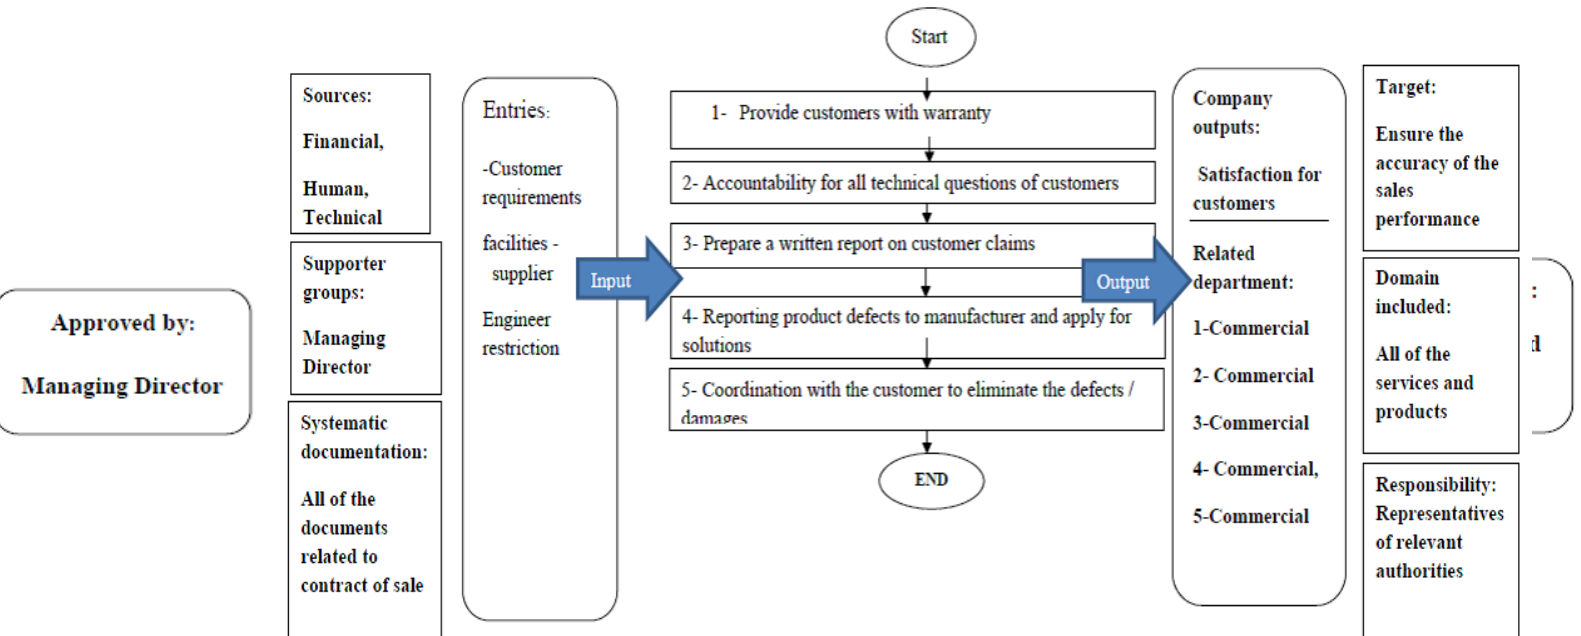 Approved by:
Managing Director
Sources:
Financial,
Human,
Technical
Supporter
groups:
Managing
Director
Systematic
documentation:
All of the
documents
related to
contract of sale
Entries:
-Customer
requirements
facilities -
supplier
Engineer
restriction
Input
Start
1- Provide customers with warranty
2- Accountability for all technical questions of customers
3- Prepare a written report on customer claims
4- Reporting product defects to manufacturer and apply for
solutions
5- Coordination with the customer to eliminate the defects /
damages
END
Output
Company
outputs:
Satisfaction for
customers
Related
department:
1-Commercial
2- Commercial
3-Commercial
4- Commercial,
5-Commercial
Target:
Ensure the
accuracy of the
sales
performance
Domain
included:
All of the
services and
products
Responsibility:
Representatives
of relevant
authorities